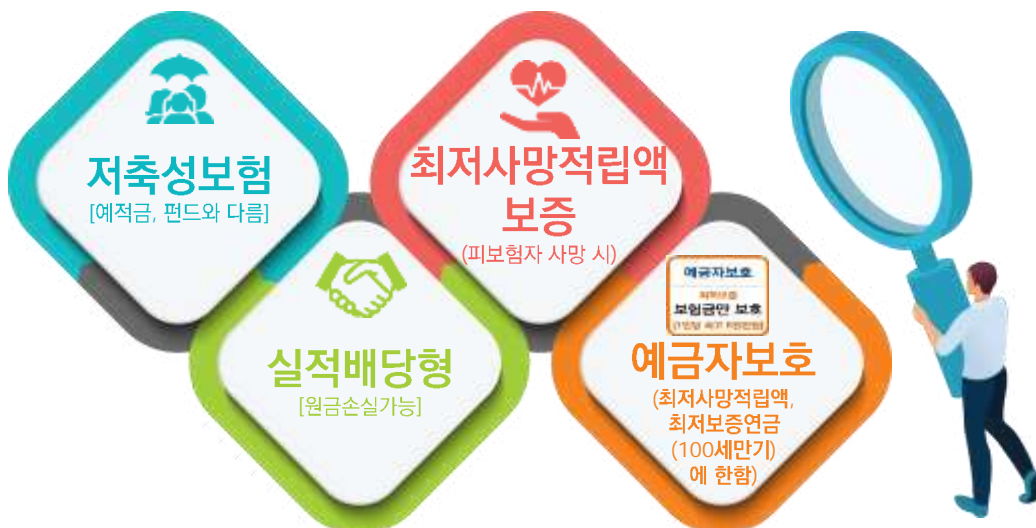 저축성보험
[예적금, 펀드와 다름]
최저사망적립액
보증
(피보험자 사망 시)
실적배당형
[원금손실가능]
예금자보호
최저보증
보험금만 보호
예금자보호
(최저사망적립액,
최저보증연금
(100세만기)
에 한함)